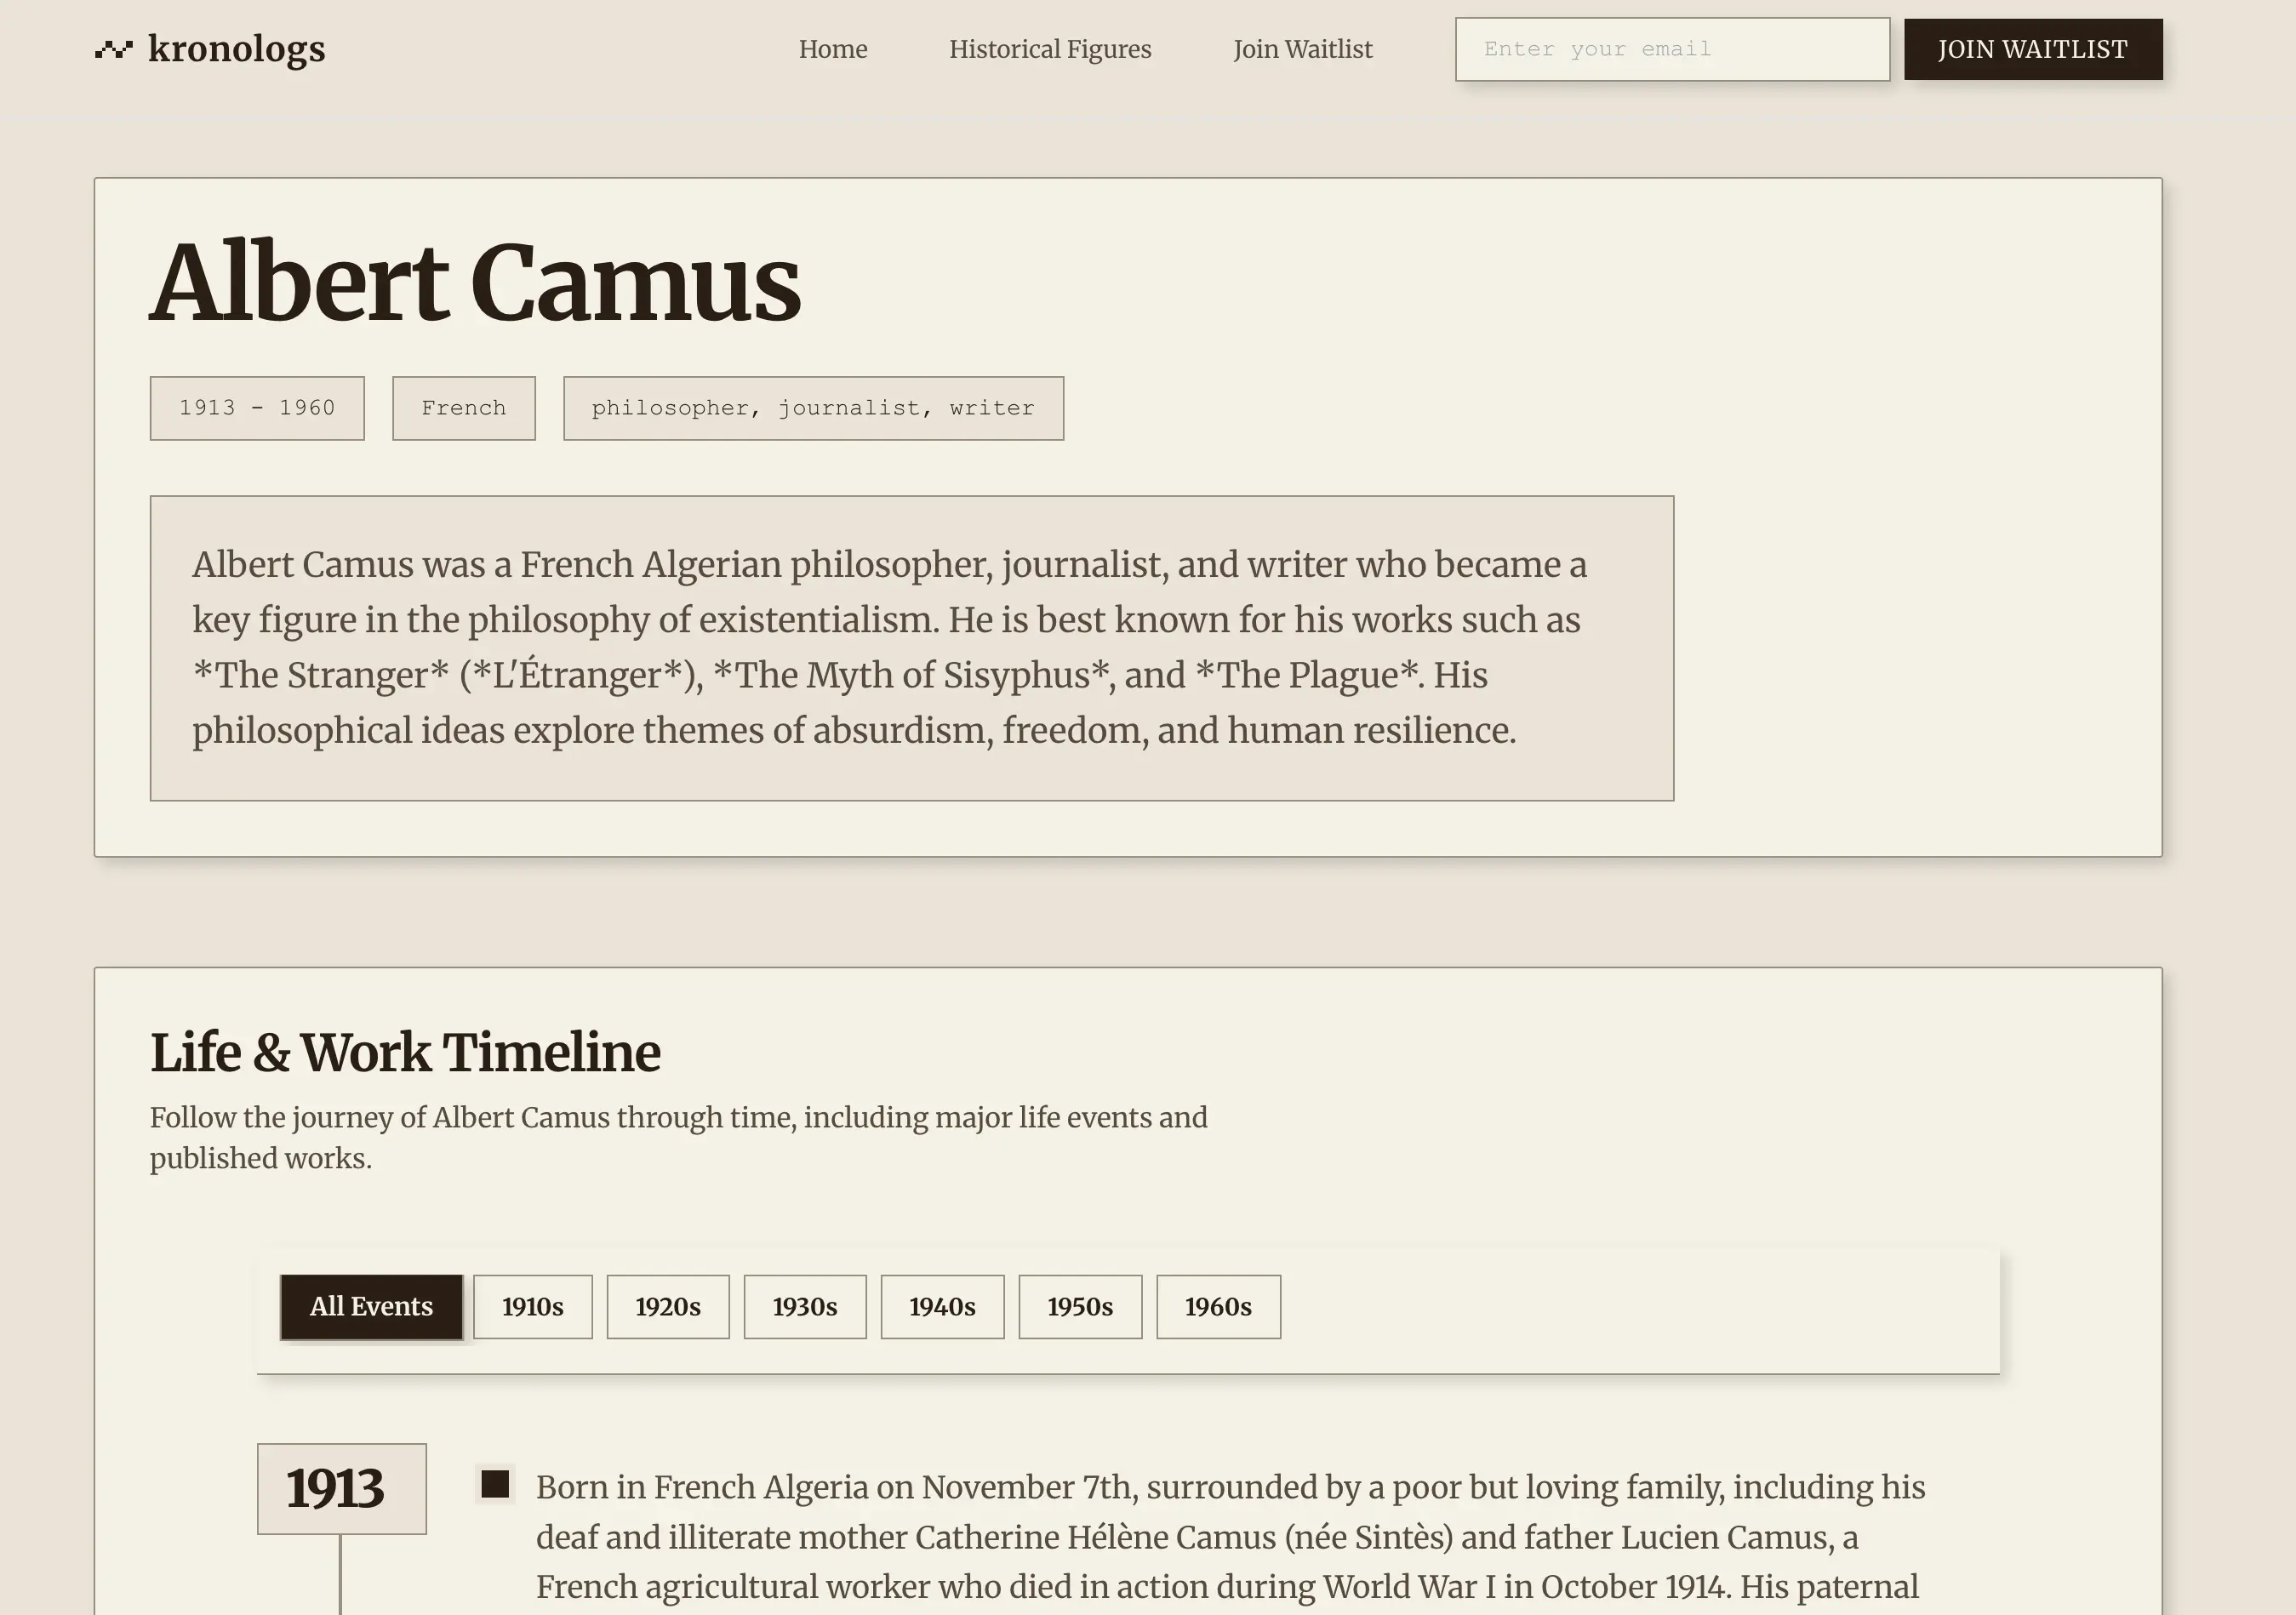 kronologs
Home
Historical Figures
Join Waitlist
Enter your email
JOIN WAITLIST
Albert Camus
1913 - 1960
French
philosopher, journalist, writer
Albert Camus was a French Algerian philosopher, journalist, and writer who became a
key figure in the philosophy of existentialism. He is best known for his works such as
*The Stranger* (*L'Étranger*), *The Myth of Sisyphus*, and *The Plague*. His
philosophical ideas explore themes of absurdism, freedom, and human resilience.
Life & Work Timeline
Follow the journey of Albert Camus through time, including major life events and
published works.
All Events
1910s
1920s
1930s
1940s
1950s
1960s
1913
Born in French Algeria on November 7th, surrounded by a poor but loving family, including his
deaf and illiterate mother Catherine Hélène Camus (née Sintès) and father Lucien Camus, a
French agricultural worker who died in action during World War I in October 1914. His paternal